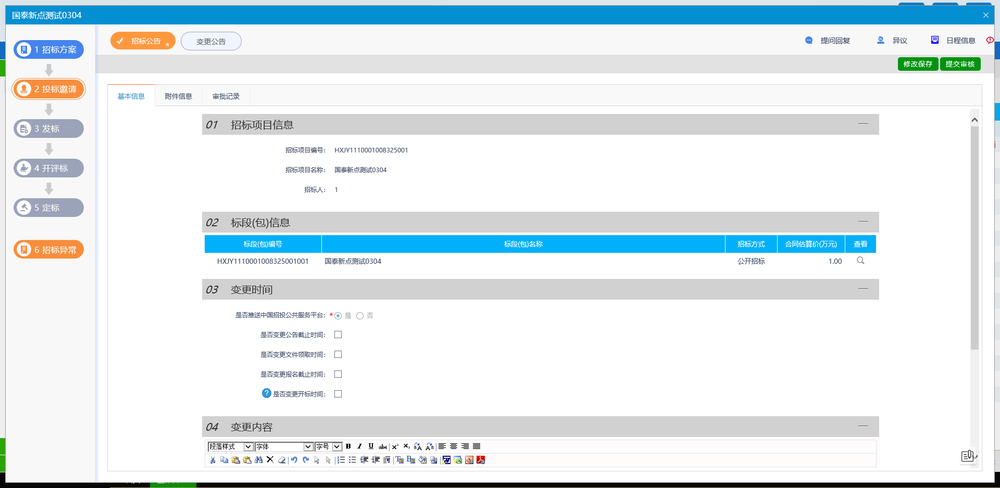 国泰新点测试0304
1 招标方案
2 投标邀请
3 发标
4 开评标
5 定标
6 招标异常
招标公告 *
变更公告
提问回复
异议
日程信息
修改保存
提交审核
基本信息
附件信息
审批记录
01 招标项目信息
招标项目编号： HXJY1110001008325001
招标项目名称： 国泰新点测试0304
招标人： 1
02 标段(包)信息
标段(包)编号 标段(包)名称 招标方式 合同估算价(万元) 查看
HXJY1110001008325001001 国泰新点测试0304 公开招标 1.00
03 变更时间
是否推送中国招投公共服务平台： * 是 否
是否变更公告截止时间：
是否变更文件领取时间：
是否变更报名截止时间：
? 是否变更开标时间：
04 变更内容
段落样式 字体 字号 B I U abc